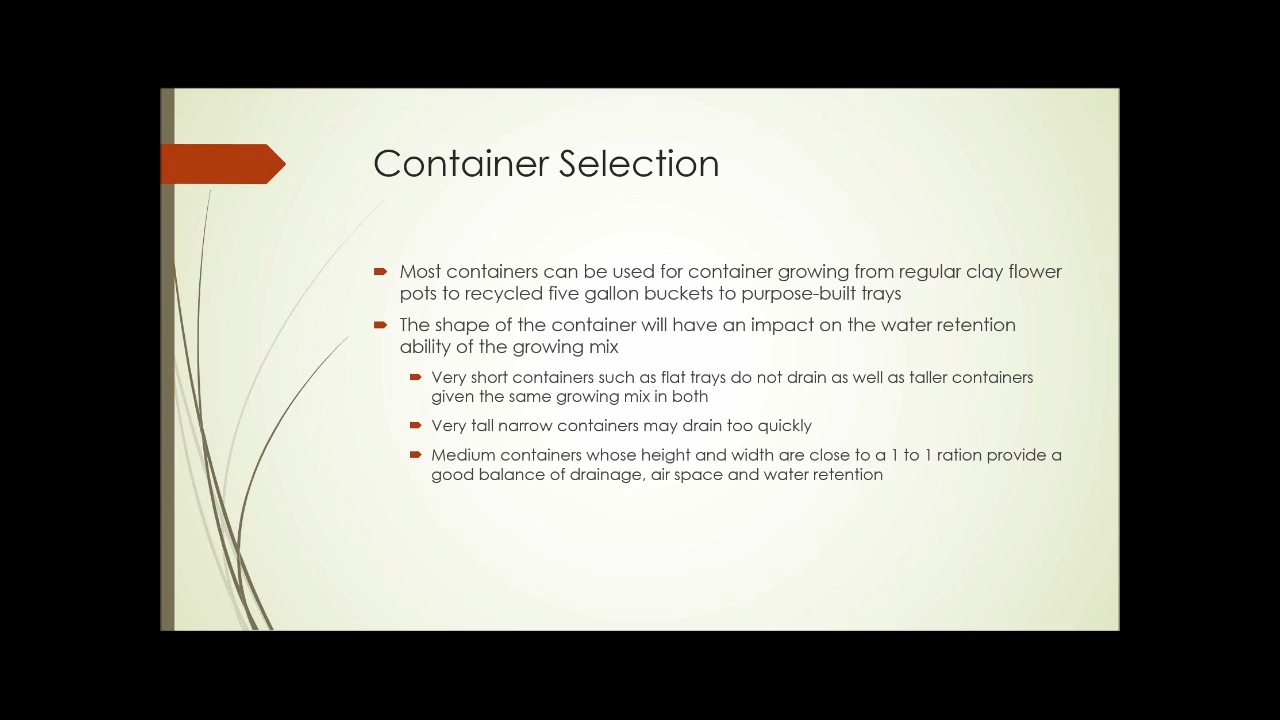 Container Selection
Most containers can be used for container growing from regular clay flower
pots to recycled five gallon buckets to purpose-built trays
The shape of the container will have an impact on the water retention
ability of the growing mix
Very short containers such as flat trays do not drain as well as taller containers
given the same growing mix in both
Very tall narrow containers may drain too quickly
Medium containers whose height and width are close to a 1 to 1 ration provide a
good balance of drainage, air space and water retention